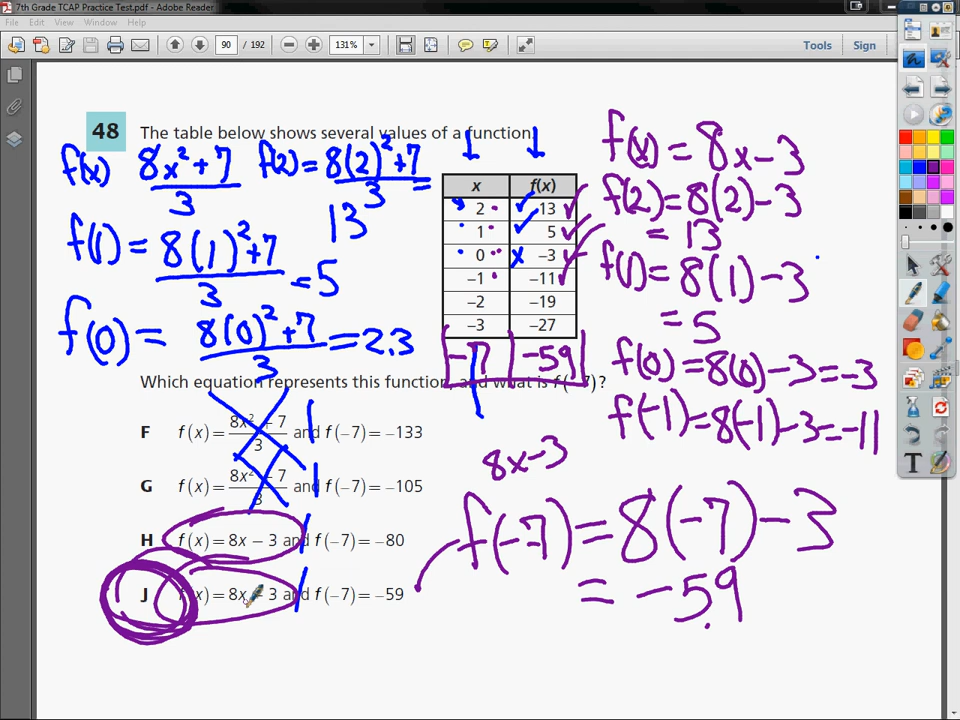 7th Grade TCAP Practice Test.pdf - Adobe Reader
File Edit View Window Help
90 / 192 131% Tools Sign
48 The table below shows several values of a function.
f(x) 8x²+7
3
f(2)=8(2)²+7
3
=
13
f(1)=8(1)²+7
3
=5
f(0)=8(0)²+7
3
=2.3
x f(x)
2 13
1 5
0 −3
−1 −11
−2 −19
−3 −27
-7 -59
f(x)=8x-3
f(2)=8(2)-3
=13
f(1)=8(1)-3
=5
f(0)=8(0)-3=-3
f(-1)=8(-1)-3=-11
Which equation represents this function, and what is f(−7)?
F f(x) = 8x² + 7
3
and f(−7) = −133
G f(x) = 8x² + 7
3
and f(−7) = −105
H f(x) = 8x − 3 and f(−7) = −80
J f(x) = 8x − 3 and f(−7) = −59
8x-3
f(-7)=8(-7)-3
=-59